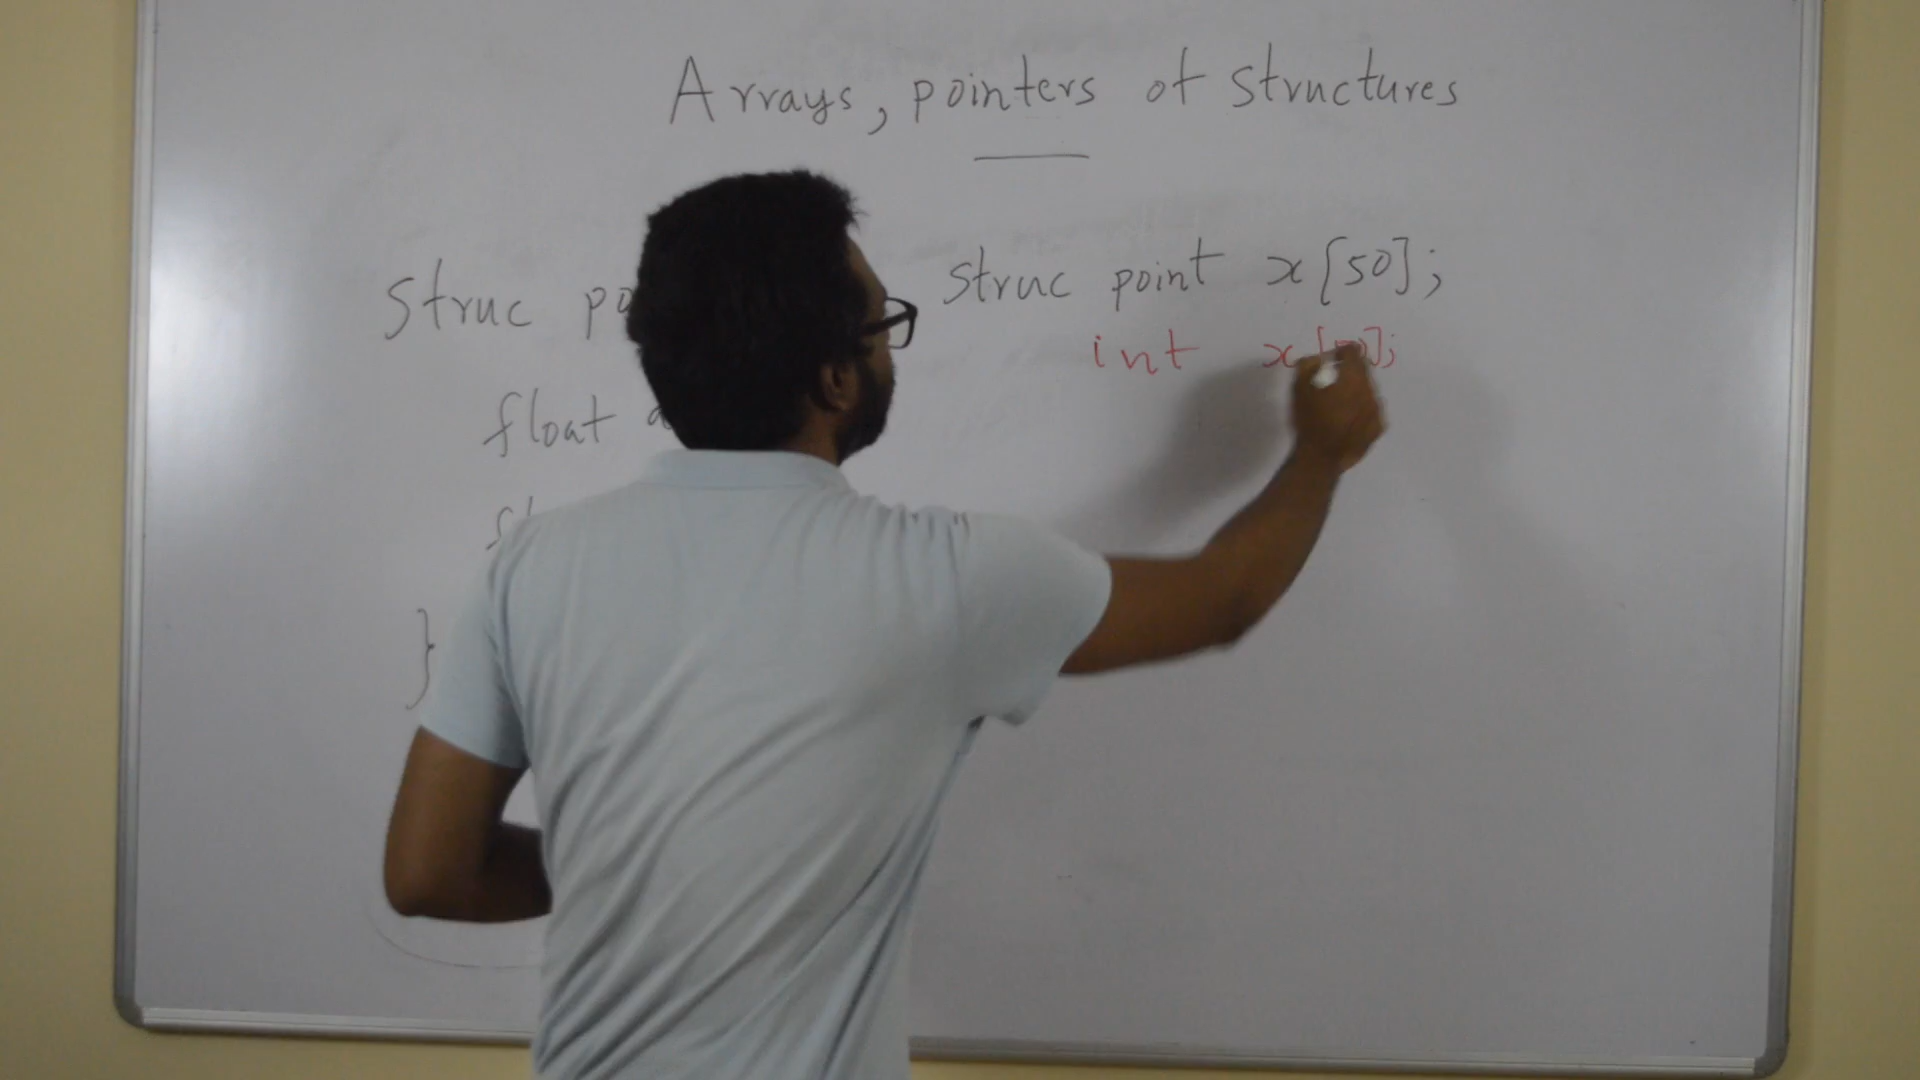 Arrays, pointers of structures
Struc
struc point x[50];
int x[50];
float
}